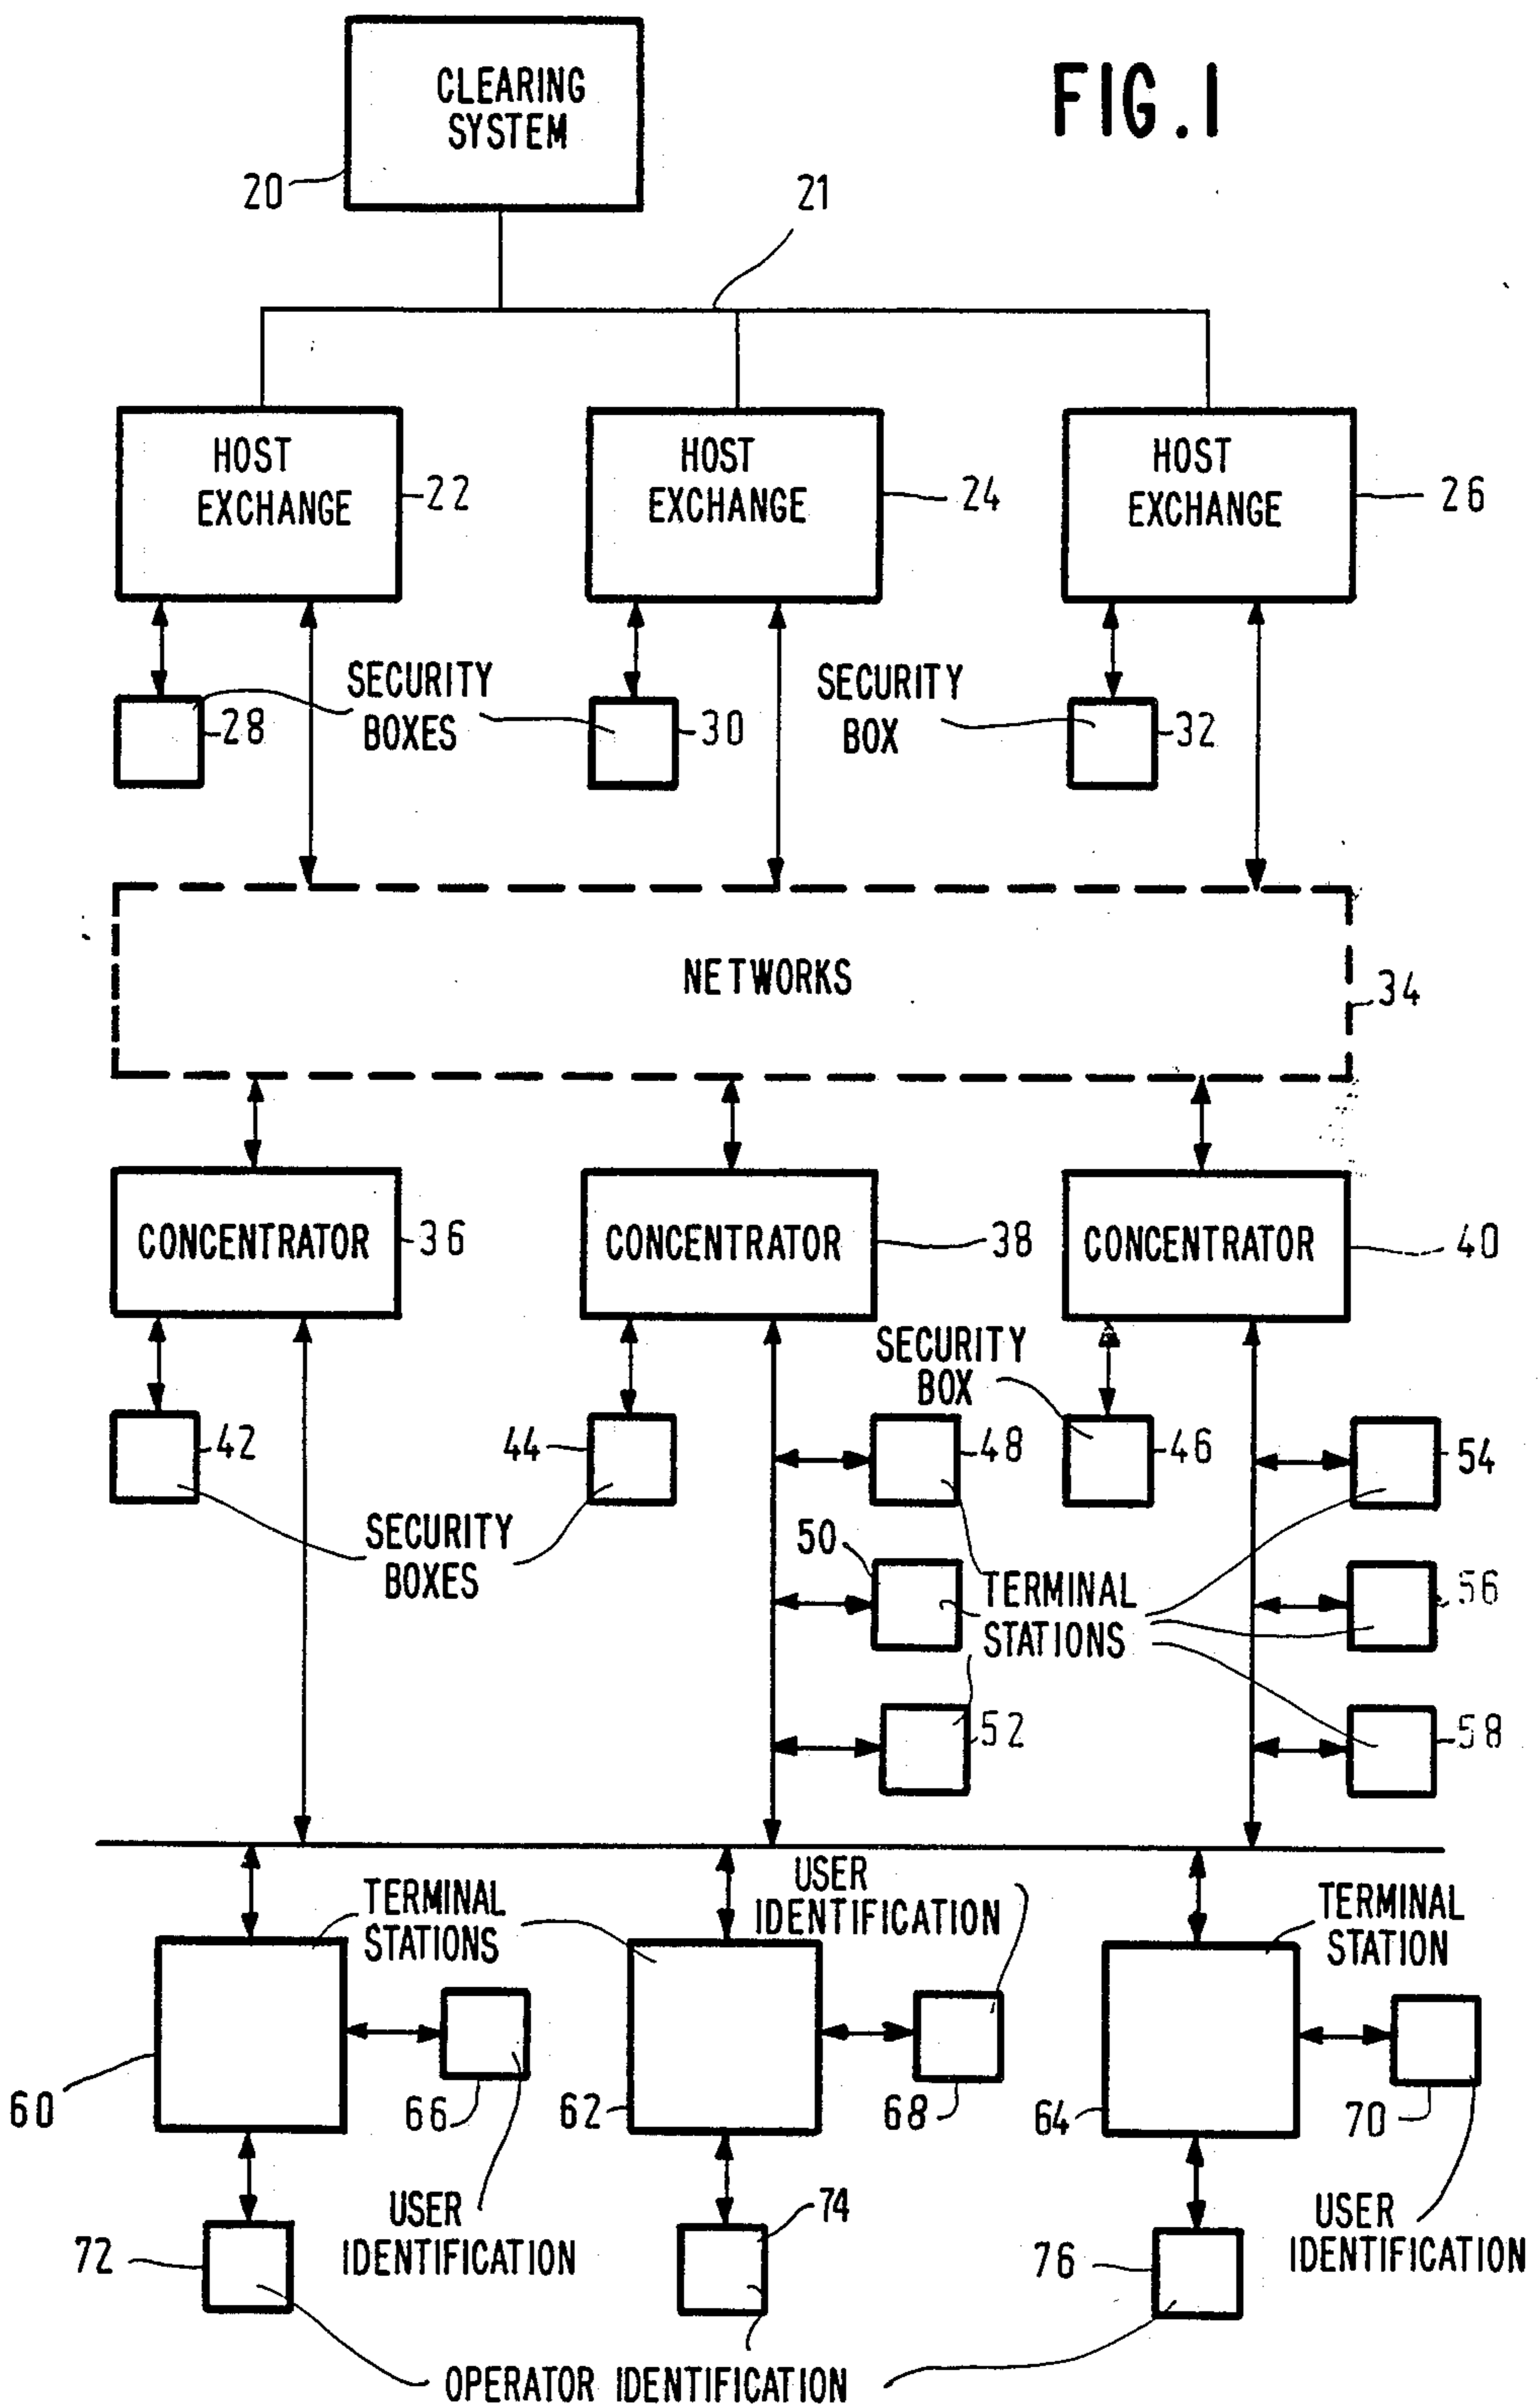 FIG.1
CLEARING
SYSTEM
20
21
HOST
EXCHANGE
22
HOST
EXCHANGE
24
HOST
EXCHANGE
26
SECURITY
BOXES
SECURITY
BOX
28
30
32
NETWORKS
34
CONCENTRATOR
36
CONCENTRATOR
38
CONCENTRATOR
40
SECURITY
BOX
42
44
48
46
54
SECURITY
BOXES
50
TERMINAL
STATIONS
56
52
58
TERMINAL
STATIONS
USER
IDENTIFICATION
TERMINAL
STATION
60
66
62
68
64
70
USER
IDENTIFICATION
74
USER
IDENTIFICATION
72
76
OPERATOR IDENTIFICATION